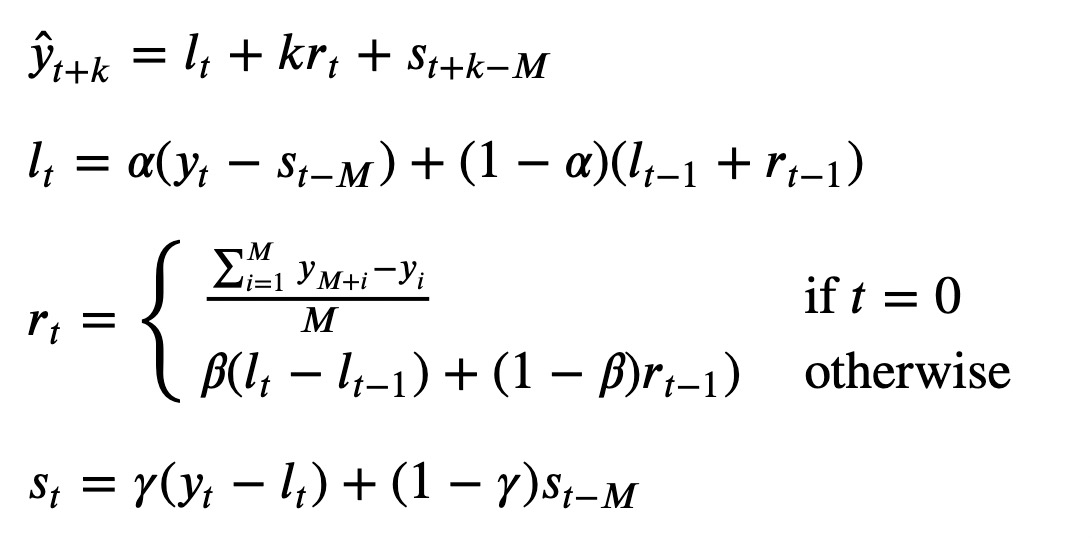 ŷ_{t+k} = l_t + kr_t + s_{t+k−M}
l_t = α(y_t − s_{t−M}) + (1 − α)(l_{t−1} + r_{t−1})
r_t = { \frac{∑_{i=1}^{M} y_{M+i}−y_i}{M} if t = 0
β(l_t − l_{t−1}) + (1 − β)r_{t−1}) otherwise
s_t = γ(y_t − l_t) + (1 − γ)s_{t−M}